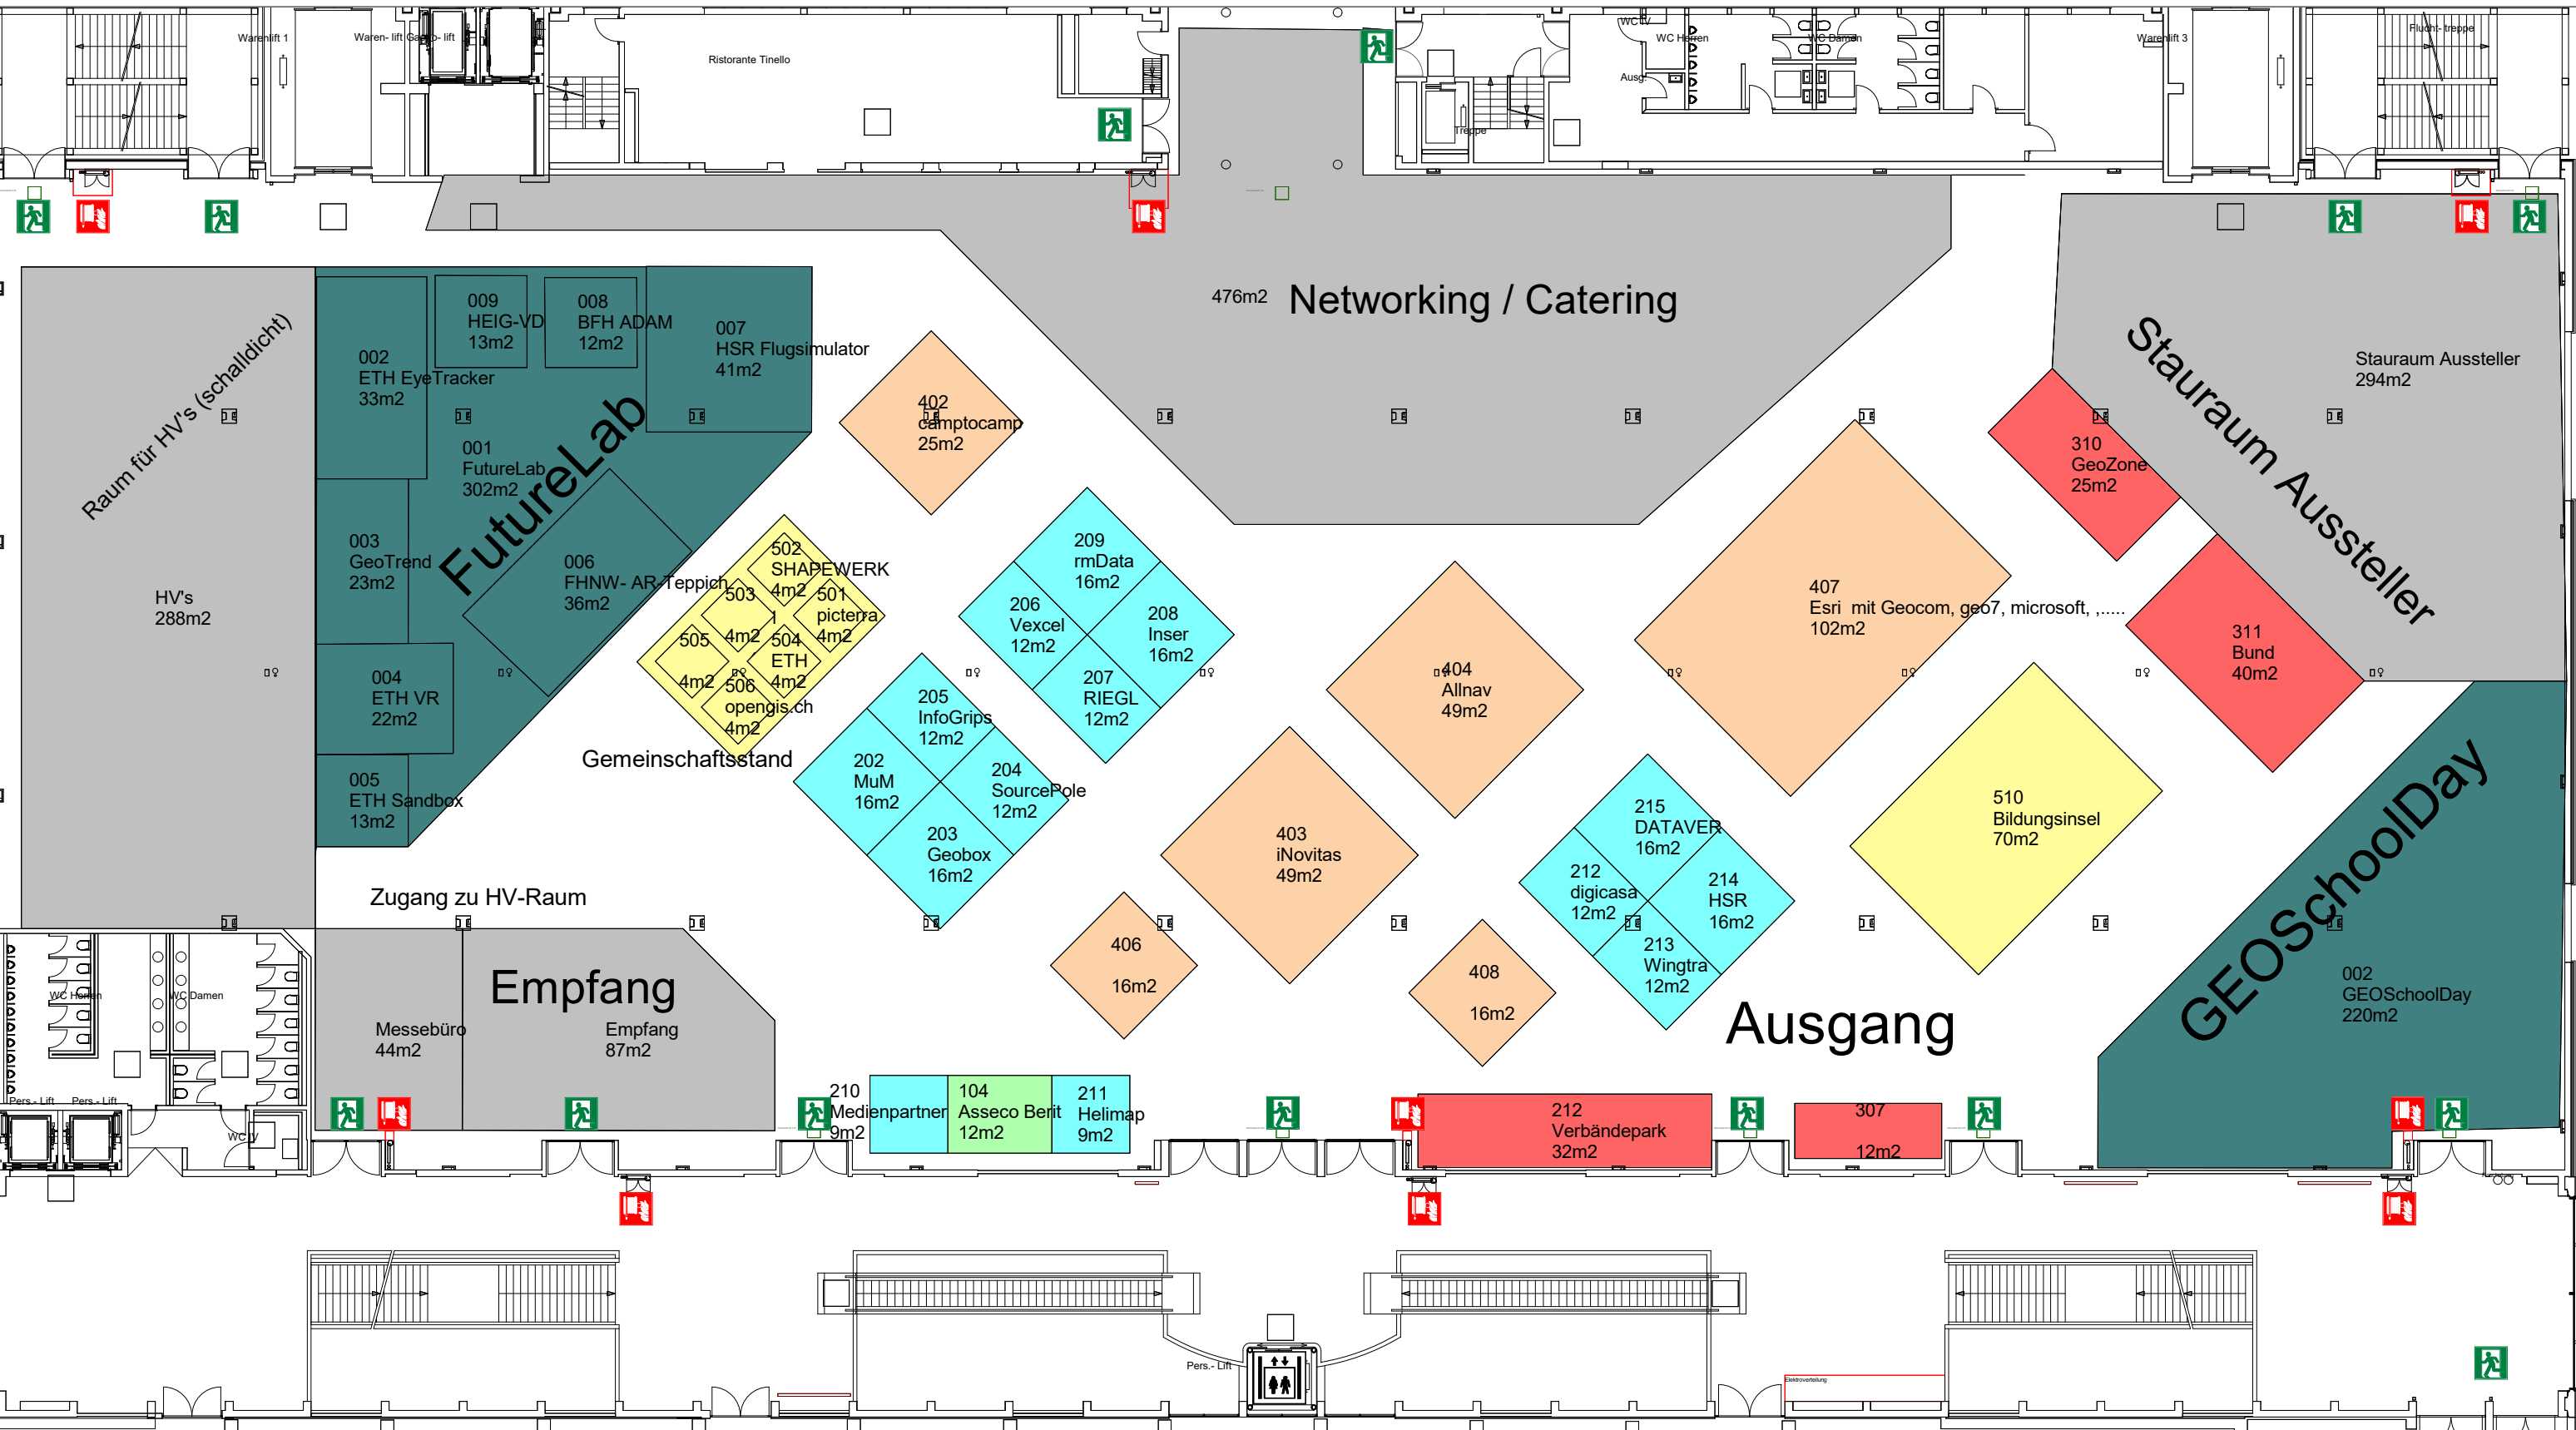 Warenlift 1
Waren- lift
Gastro- lift
Ristorante Tinello
WC IV
WC Herren
WC Damen
Ausg.
Treppe
Warenlift 3
Flucht- treppe
Raum für HV's (schalldicht)
HV's
288m2
002
ETH EyeTracker
33m2
009
HEIG-VD
13m2
008
BFH ADAM
12m2
007
HSR Flugsimulator
41m2
001
FutureLab
302m2
FutureLab
003
GeoTrend
23m2
006
FHNW- AR-Teppich
36m2
004
ETH VR
22m2
005
ETH Sandbox
13m2
476m2
Networking / Catering
402
camptocamp
25m2
502
SHAPEWERK
4m2
503
4m2
501
picterra
4m2
505
4m2
504
ETH
4m2
506
opengis.ch
4m2
Gemeinschaftsstand
209
rmData
16m2
206
Vexcel
12m2
208
Inser
16m2
207
RIEGL
12m2
205
InfoGrips
12m2
202
MuM
16m2
204
SourcePole
12m2
203
Geobox
16m2
404
Allnav
49m2
403
iNovitas
49m2
406
16m2
408
16m2
407
Esri  mit Geocom, geo7, microsoft, ,.....
102m2
310
GeoZone
25m2
311
Bund
40m2
Stauraum Aussteller
294m2
Stauraum Aussteller
510
Bildungsinsel
70m2
215
DATAVER
16m2
212
digicasa
12m2
214
HSR
16m2
213
Wingtra
12m2
GEOSchoolDay
002
GEOSchoolDay
220m2
Ausgang
Zugang zu HV-Raum
Empfang
Messebüro
44m2
Empfang
87m2
WC Herren
WC Damen
Pers.- Lift
Pers.- Lift
WC IV
210
Medienpartner
9m2
104
Asseco Berit
12m2
211
Helimap
9m2
212
Verbändepark
32m2
307
12m2
Pers.- Lift
Elektroverteilung